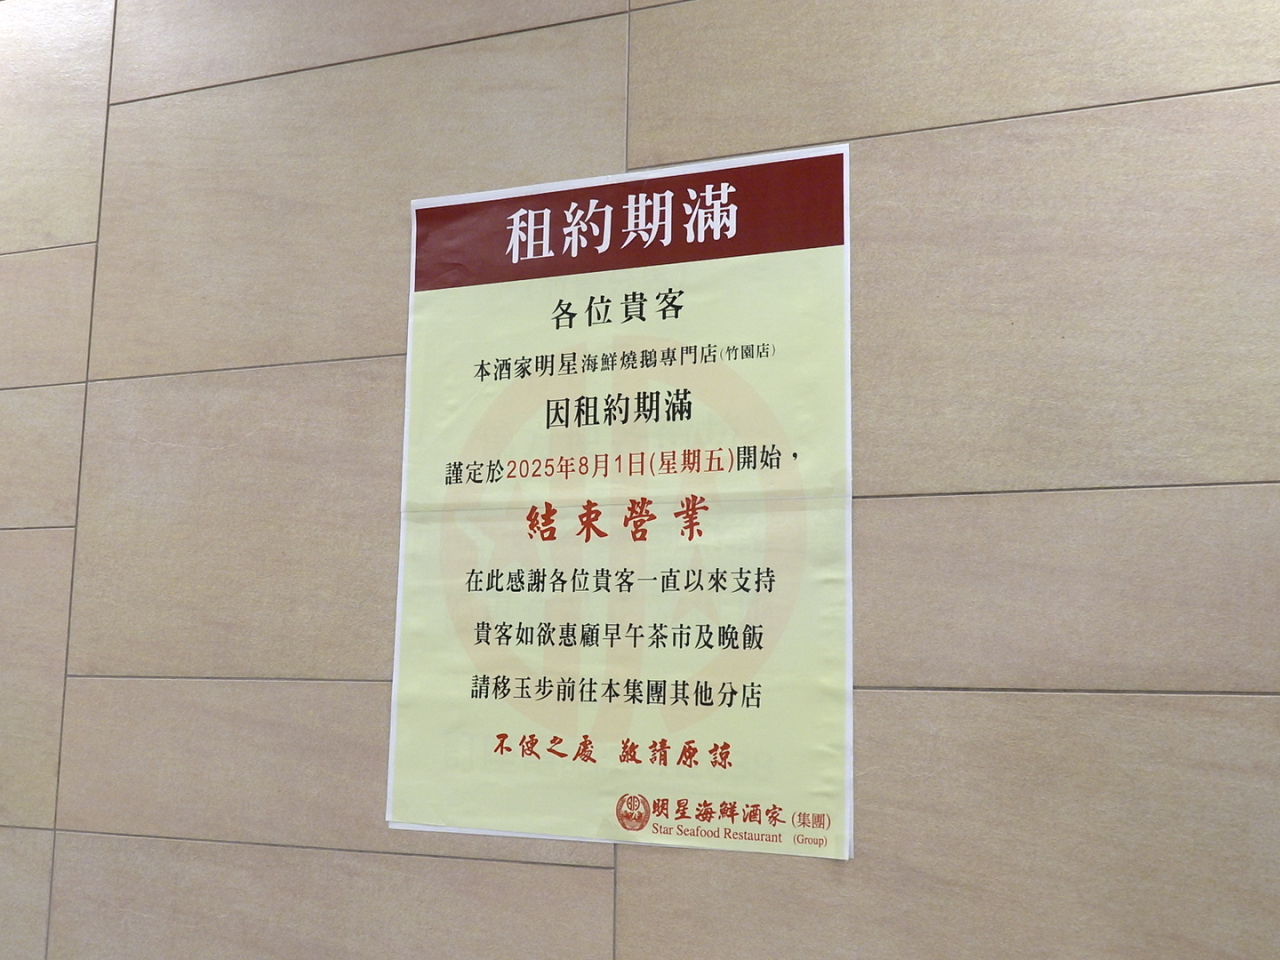 租約期滿
各位貴客
本酒家明星海鮮燒鵝專門店(竹園店)
因租約期滿
謹定於2025年8月1日(星期五)開始，
結束營業
在此感謝各位貴客一直以來支持
貴客如欲惠顧早午茶市及晚飯
請移玉步前往本集團其他分店
不便之處 敬請原諒
明星海鮮酒家(集團)
Star Seafood Restaurant (Group)